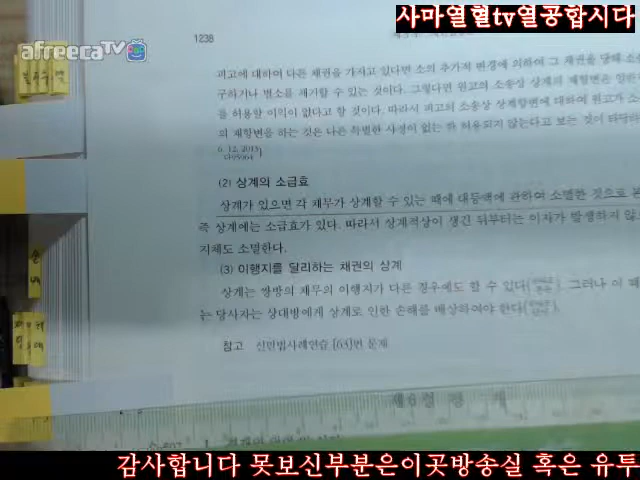 사마열혈tv열공합시다
afreecaTV
1238
피고에 대하여 다른 채권을 가지고 있다면 소의 추가적 변경에 의하여 그 채권을 당해
구하거나 별소를 제기할 수 있는 것이다. 그렇다면 원고의 소송상 상계의 재항변은 일반
를 허용할 이익이 없다고 할 것이다. 따라서 피고의 소송상 상계항변에 대하여 원고가
의 재항변을 하는 것은 다른 특별한 사정이 없는 한 허용되지 않는다고 보는 것이 타당
(2) 상계의 소급효
상계가 있으면 각 채무가 상계할 수 있는 때에 대등액에 관하여 소멸한 것으로 본
즉 상계에는 소급효가 있다. 따라서 상계적상이 생긴 뒤부터는 이자가 발생하지 않
지체도 소멸한다.
(3) 이행지를 달리하는 채권의 상계
상계는 쌍방의 채무의 이행지가 다른 경우에도 할 수 있다. 그러나 이 때
는 당사자는 상대방에게 상계로 인한 손해를 배상하여야 한다
참고 신민법사례연습 [63]번 문제
감사합니다 못보신부분은이곳방송실 혹은 유투